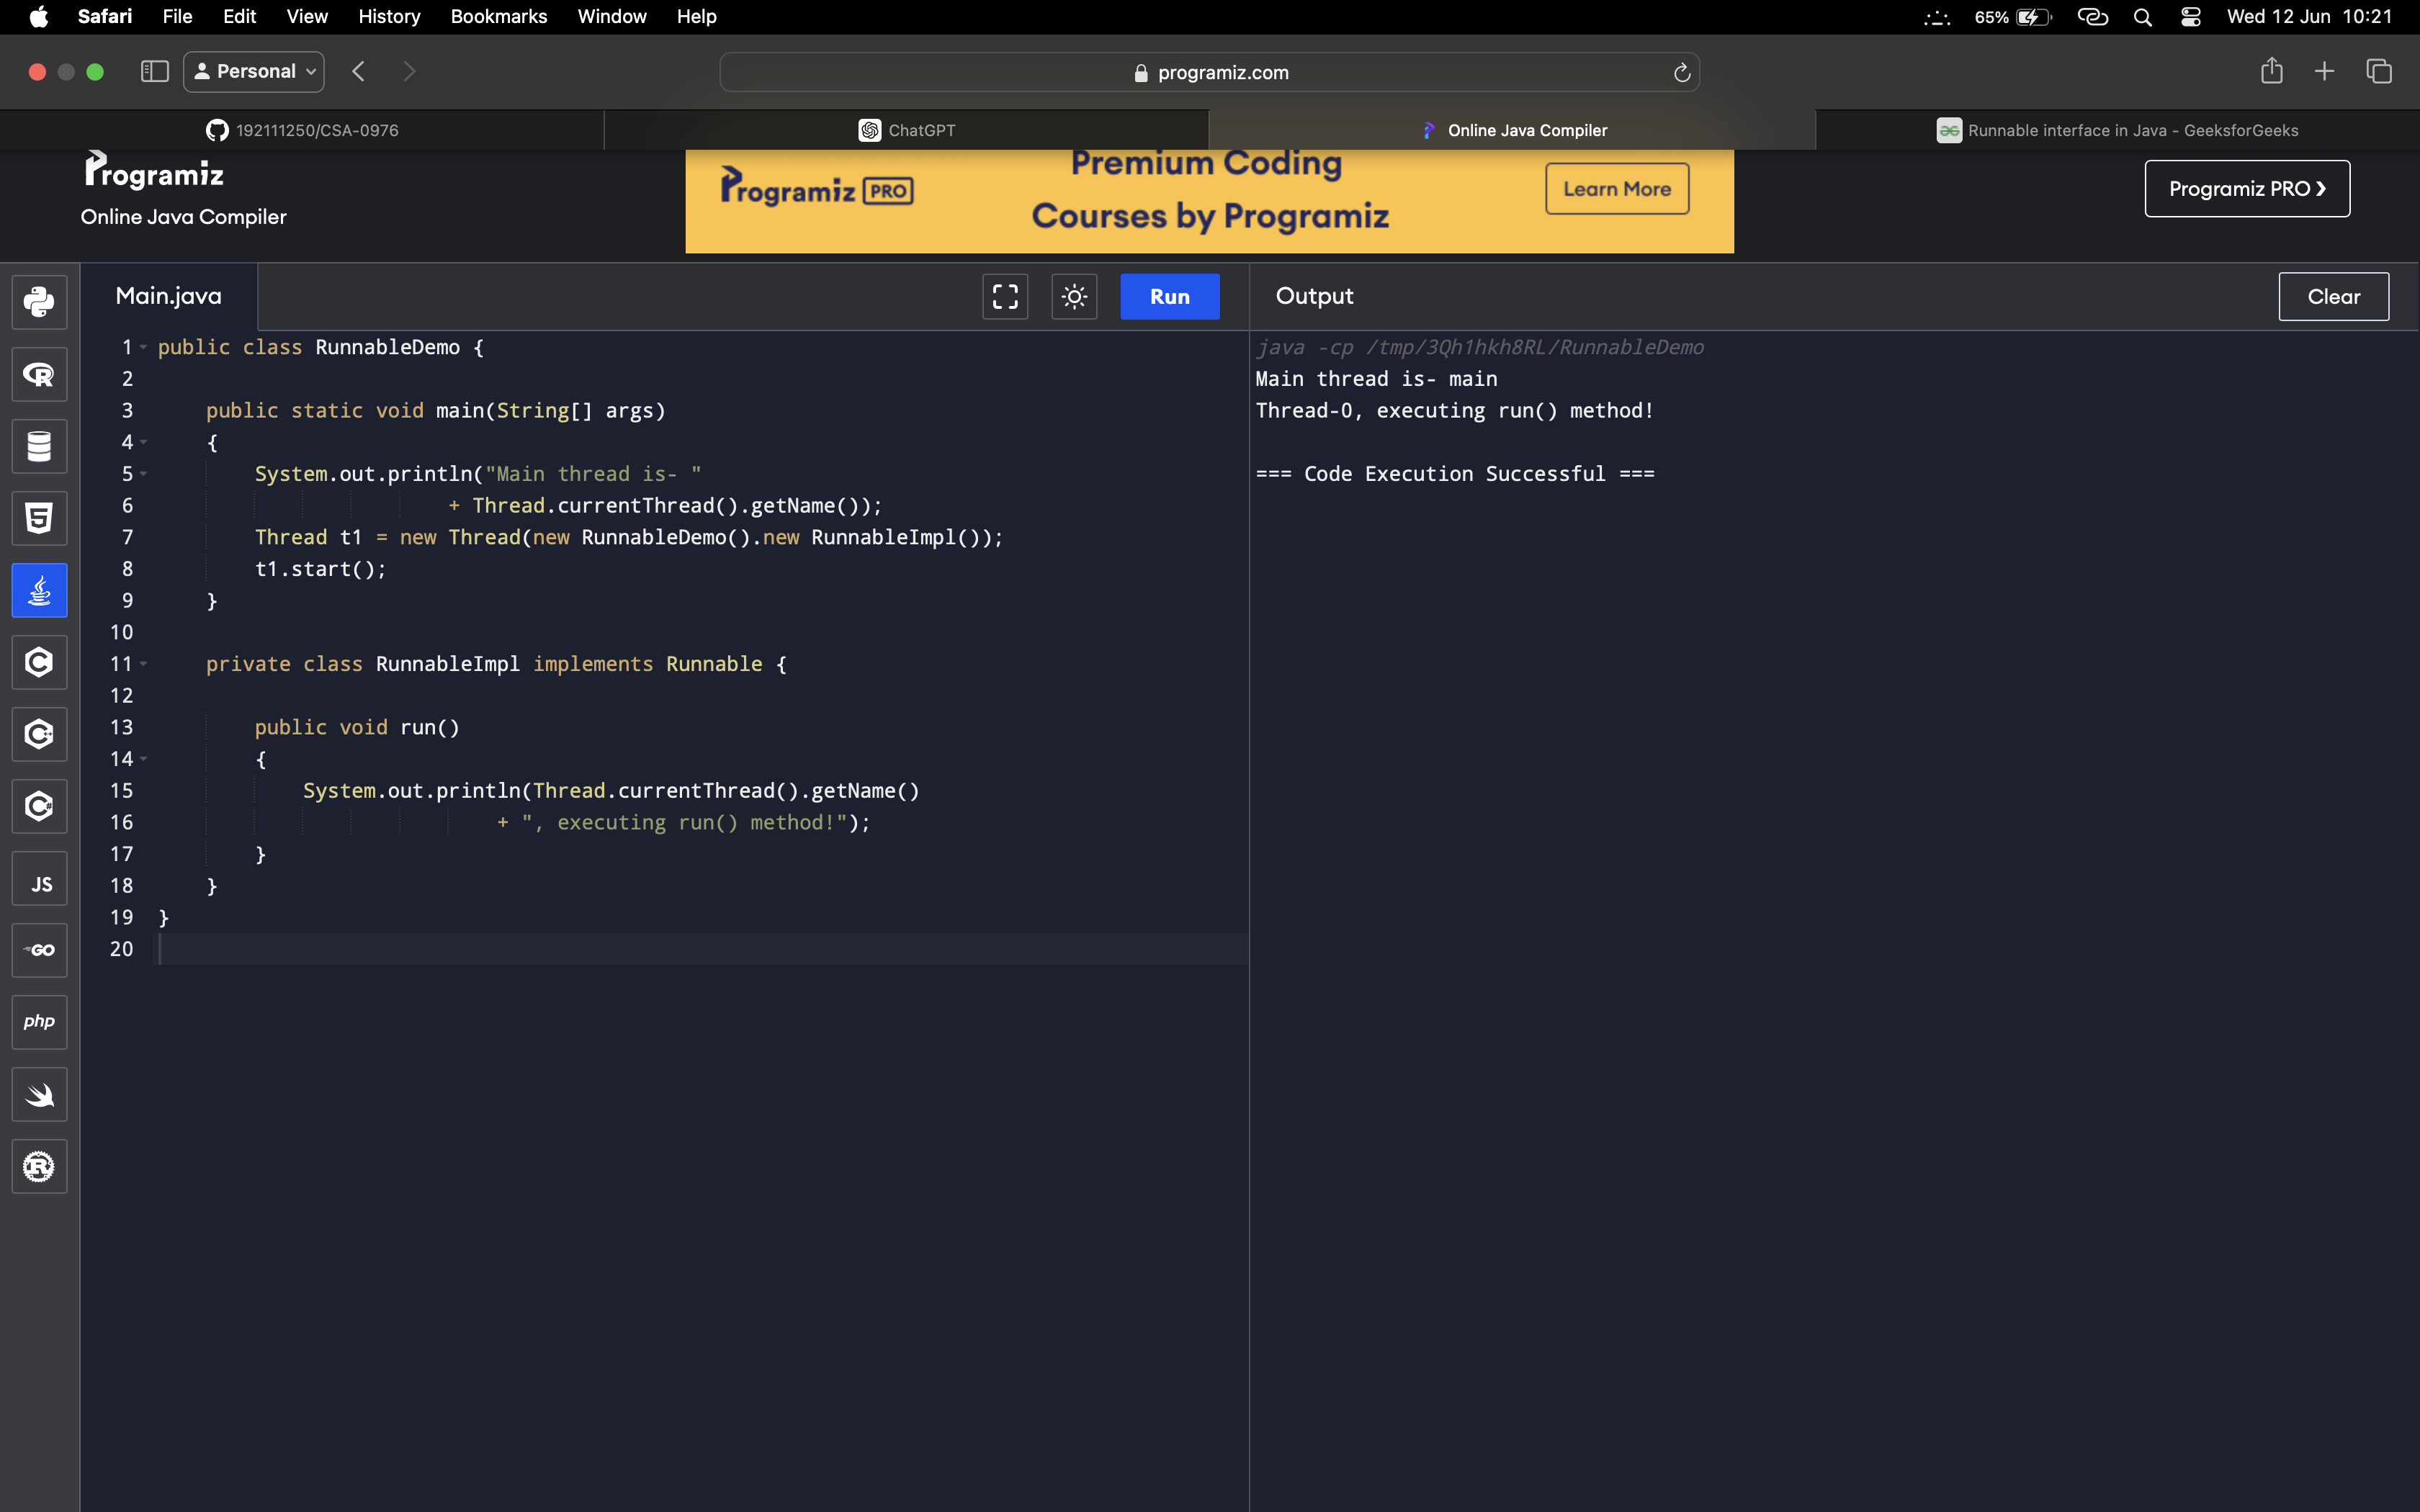 Safari File Edit View History Bookmarks Window Help 65% Wed 12 Jun 10:21
Personal programiz.com
192111250/CSA-0976 ChatGPT Online Java Compiler Runnable interface in Java - GeeksforGeeks
Programiz
Online Java Compiler
Programiz PRO
Premium Coding
Courses by Programiz
Learn More
Programiz PRO ❯
Main.java Run Output Clear
1 public class RunnableDemo {
2
3 public static void main(String[] args)
4 {
5 System.out.println("Main thread is- "
6 + Thread.currentThread().getName());
7 Thread t1 = new Thread(new RunnableDemo().new RunnableImpl());
8 t1.start();
9 }
10
11 private class RunnableImpl implements Runnable {
12
13 public void run()
14 {
15 System.out.println(Thread.currentThread().getName()
16 + ", executing run() method!");
17 }
18 }
19 }
20
java -cp /tmp/3Qh1hkh8RL/RunnableDemo
Main thread is- main
Thread-0, executing run() method!
=== Code Execution Successful ===
R
5
C
C++
C#
JS
GO
php
R